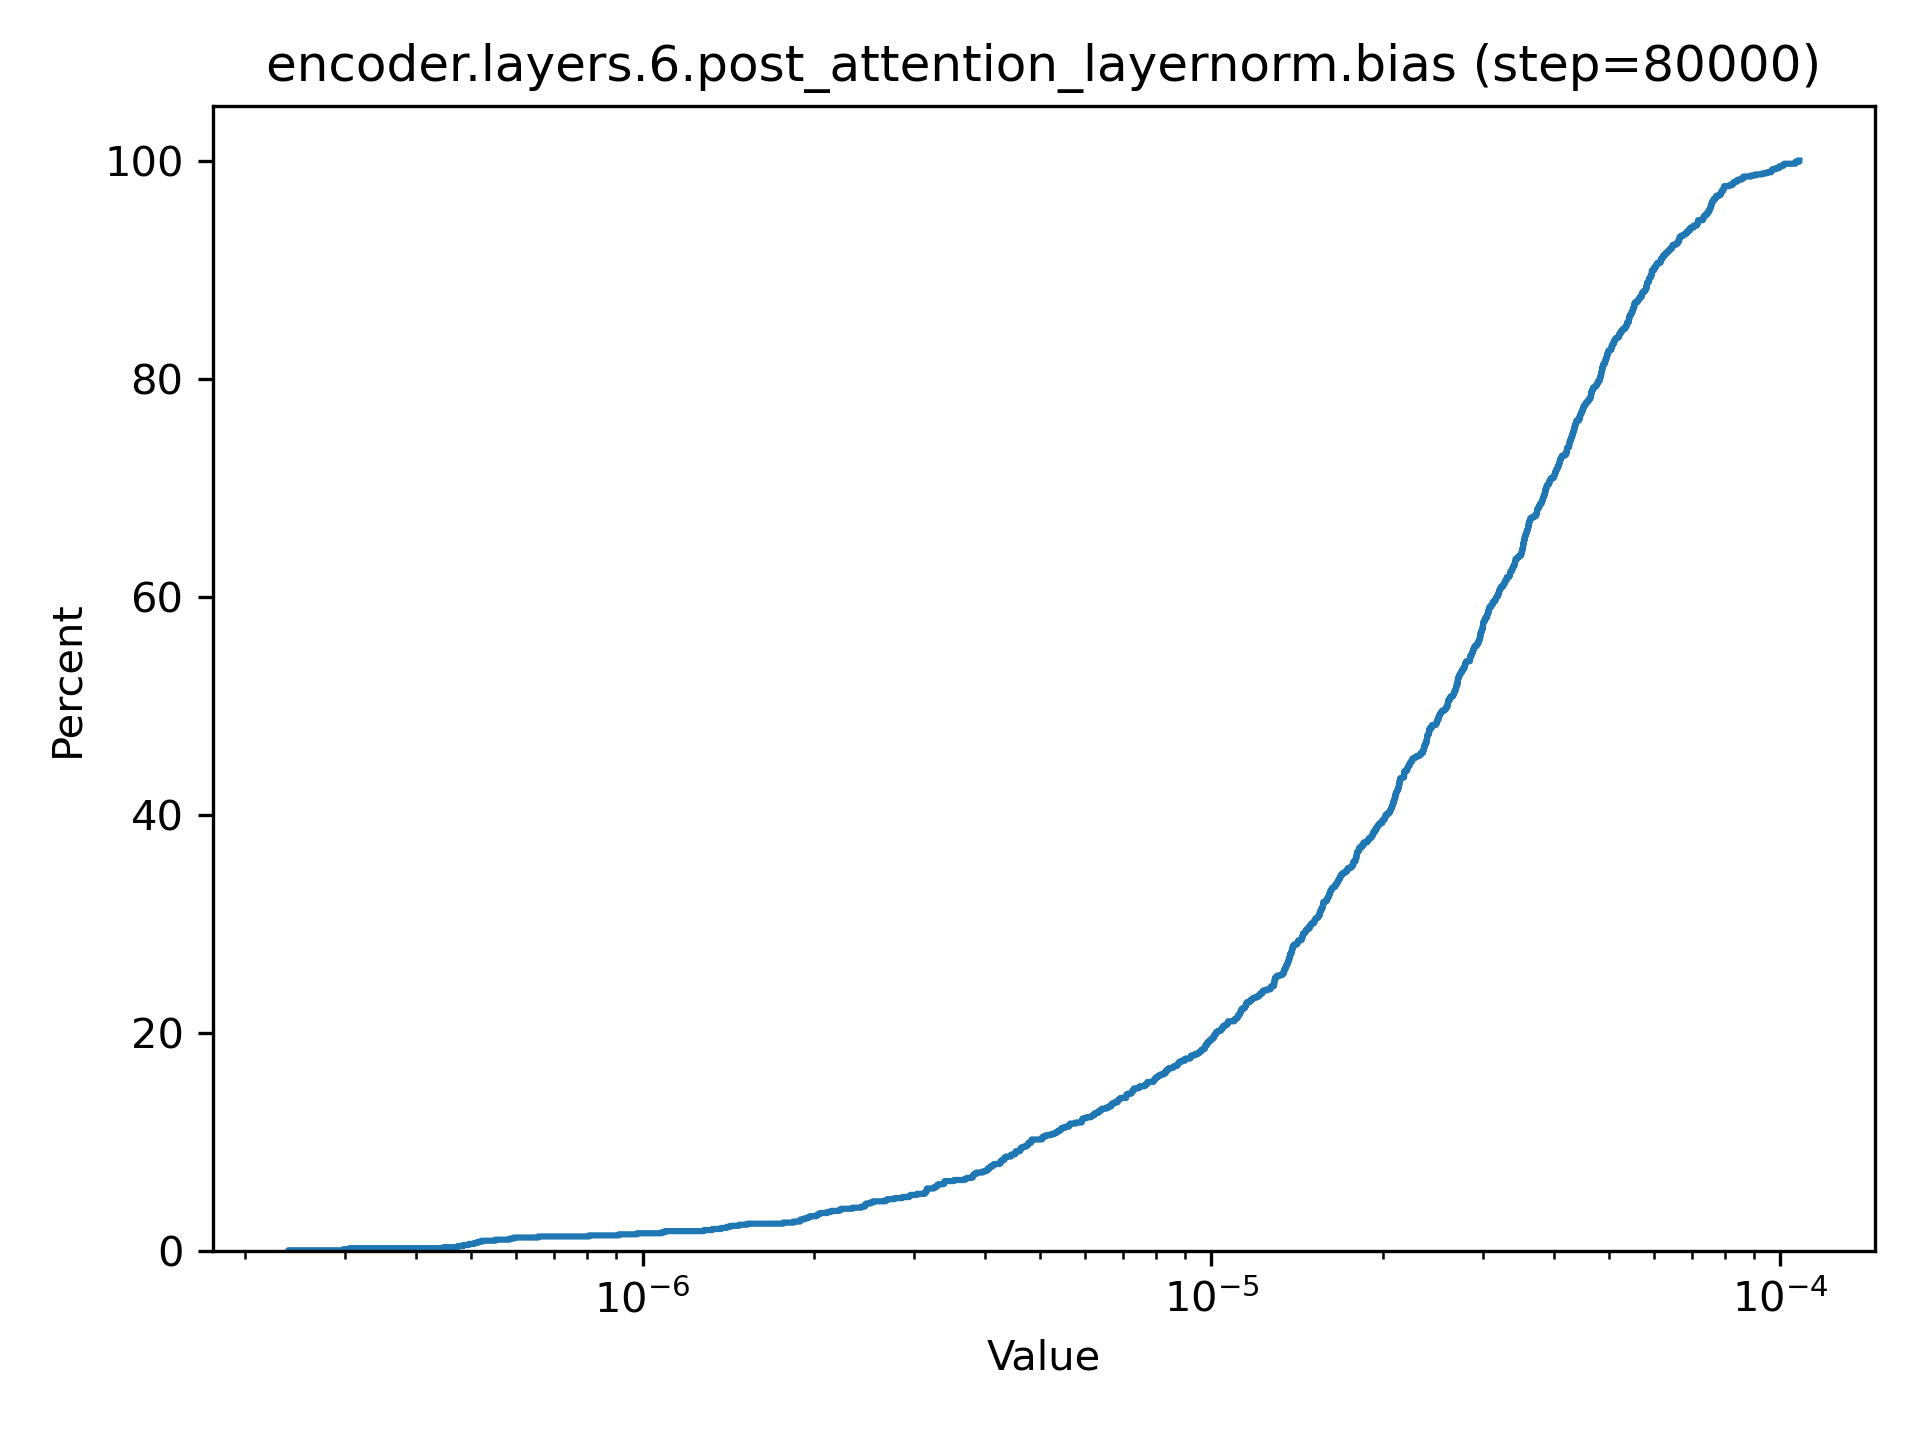 encoder.layers.6.post_attention_layernorm.bias (step=80000)
100
80
60
40
20
0
Percent
10⁻⁶ 10⁻⁵ 10⁻⁴
Value